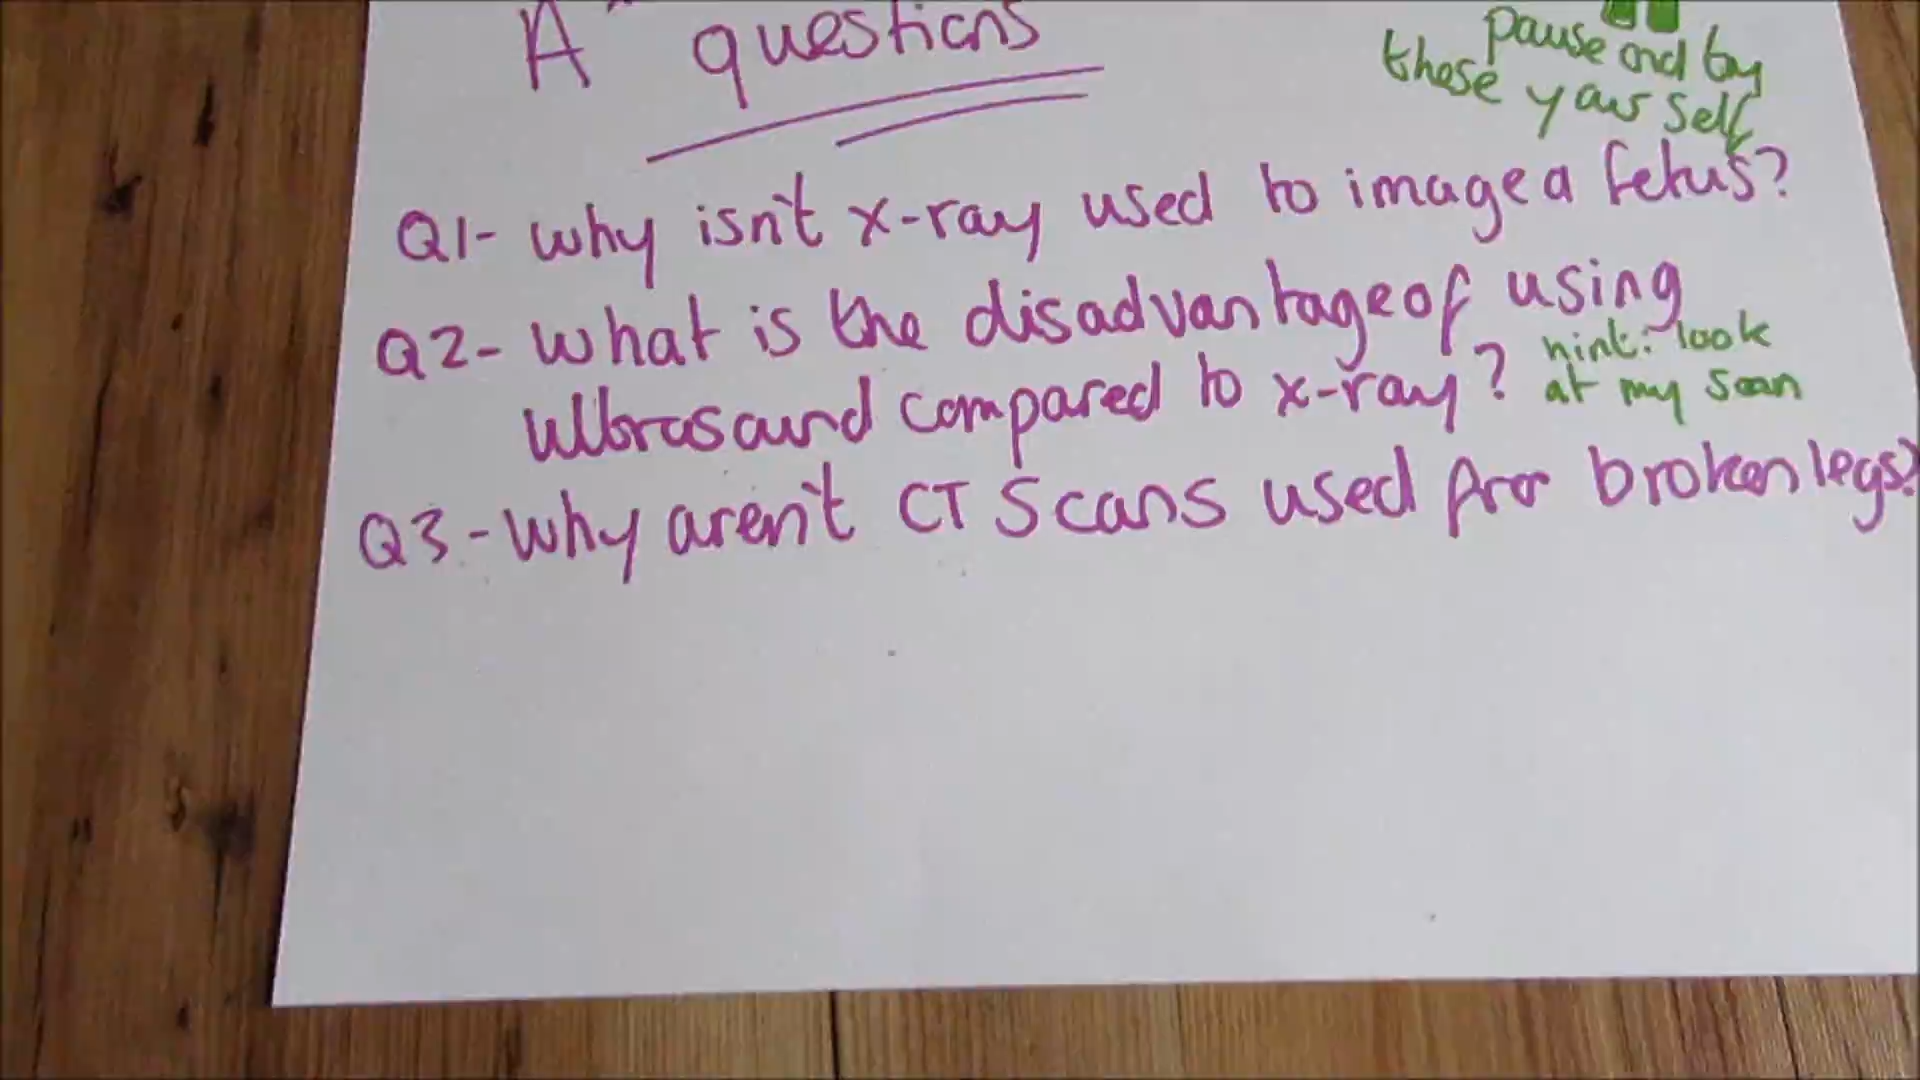 A* questions
pause and try
these yourself
Q1- why isn't x-ray used to image a fetus?
Q2- what is the disadvantage of using
ultrasound compared to x-ray? hint: look
at my scan
Q3- why aren't CT scans used for broken legs?